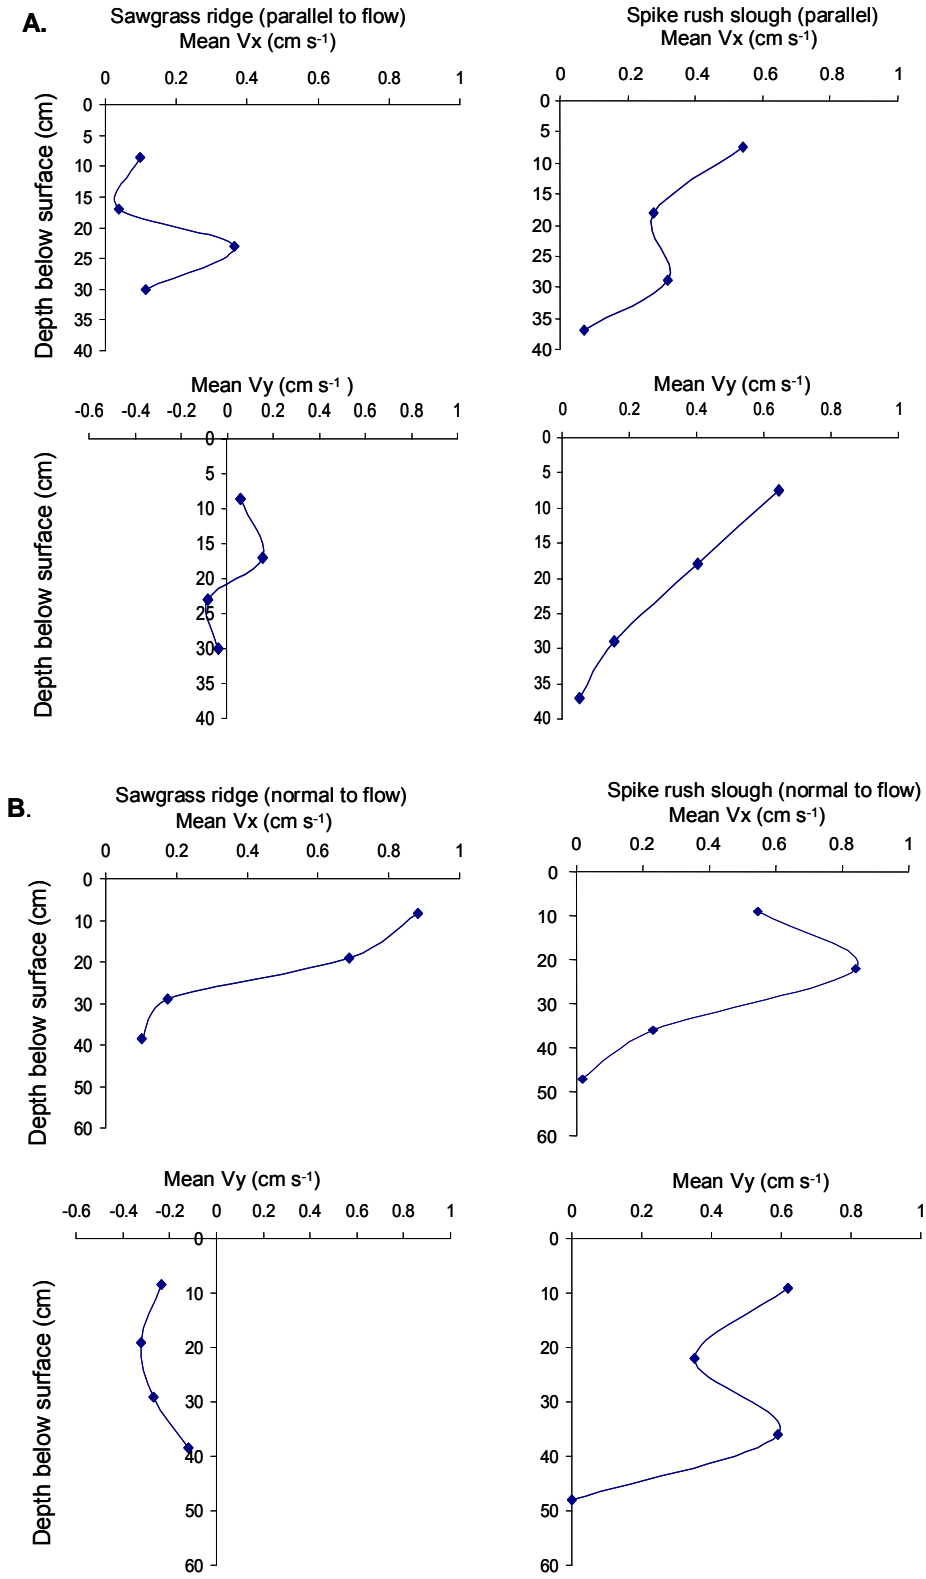 A.
Sawgrass ridge (parallel to flow)
Mean Vx (cm s-1)
0 0.2 0.4 0.6 0.8 1
Depth below surface (cm)
0
5
10
15
20
25
30
35
40
Spike rush slough (parallel)
Mean Vx (cm s-1)
0 0.2 0.4 0.6 0.8 1
0
5
10
15
20
25
30
35
40
Mean Vy (cm s-1 )
-0.6 -0.4 -0.2 0 0.2 0.4 0.6 0.8 1
Depth below surface (cm)
0
5
10
15
20
25
30
35
40
Mean Vy (cm s-1)
0 0.2 0.4 0.6 0.8 1
0
5
10
15
20
25
30
35
40
B.
Sawgrass ridge (normal to flow)
Mean Vx (cm s-1)
0 0.2 0.4 0.6 0.8 1
Depth below surface (cm)
0
10
20
30
40
50
60
Spike rush slough (normal to flow)
Mean Vx (cm s-1)
0 0.2 0.4 0.6 0.8 1
0
10
20
30
40
50
60
Mean Vy (cm s-1)
-0.6 -0.4 -0.2 0 0.2 0.4 0.6 0.8 1
Depth below surface (cm)
0
10
20
30
40
50
60
Mean Vy (cm s-1)
0 0.2 0.4 0.6 0.8 1
0
10
20
30
40
50
60